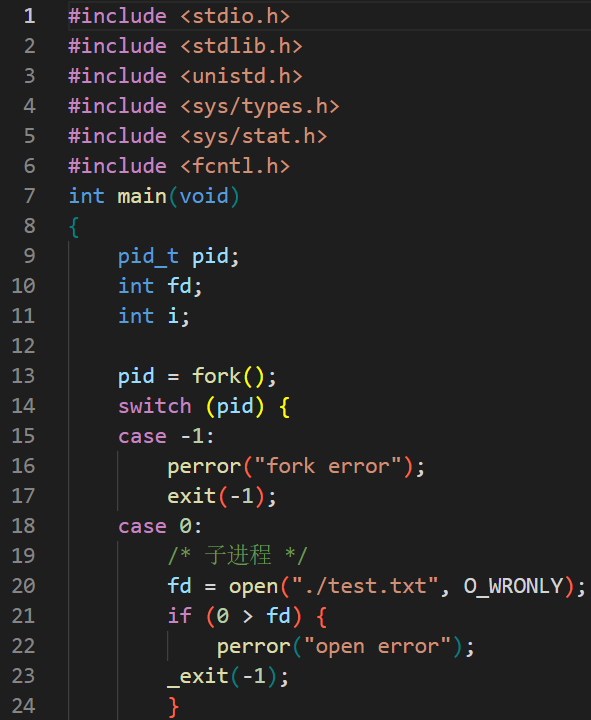 1 #include <stdio.h>
2 #include <stdlib.h>
3 #include <unistd.h>
4 #include <sys/types.h>
5 #include <sys/stat.h>
6 #include <fcntl.h>
7 int main(void)
8 {
9     pid_t pid;
10     int fd;
11     int i;
12
13     pid = fork();
14     switch (pid) {
15     case -1:
16         perror("fork error");
17         exit(-1);
18     case 0:
19         /* 子进程 */
20         fd = open("./test.txt", O_WRONLY);
21         if (0 > fd) {
22             perror("open error");
23         _exit(-1);
24         }